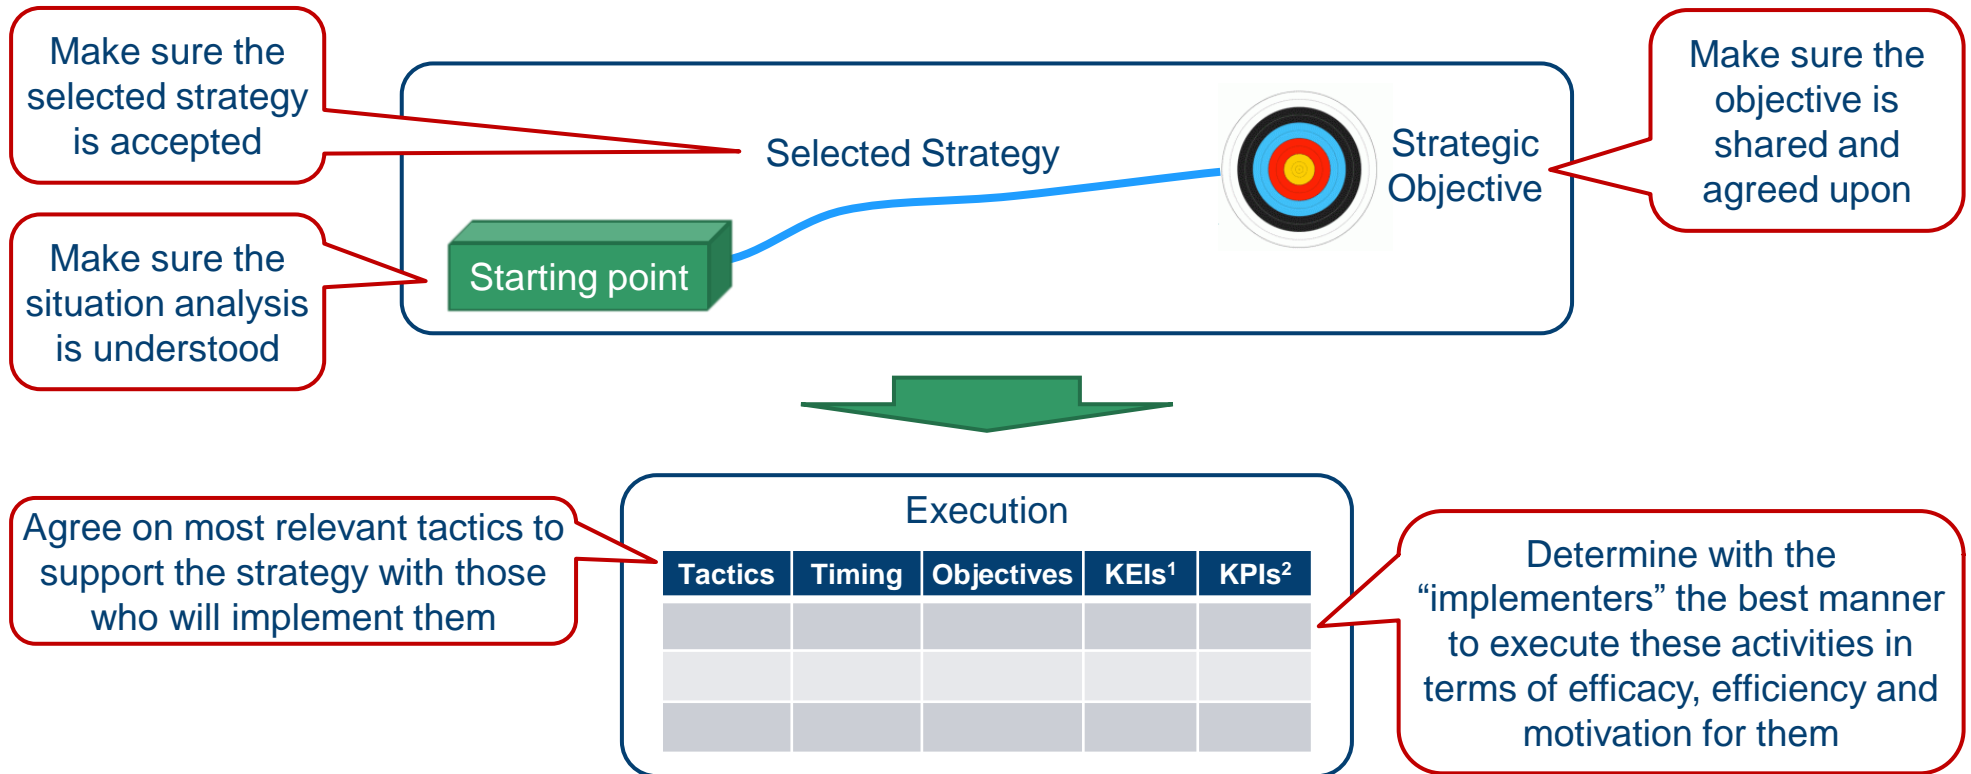 Make sure the
selected strategy
is accepted
Make sure the
objective is
shared and
agreed upon
Selected Strategy
Strategic
Objective
Make sure the
situation analysis
is understood
Starting point
Execution
Agree on most relevant tactics to
support the strategy with those
who will implement them
Tactics Timing Objectives KEIs¹ KPIs²
Determine with the
“implementers” the best manner
to execute these activities in
terms of efficacy, efficiency and
motivation for them